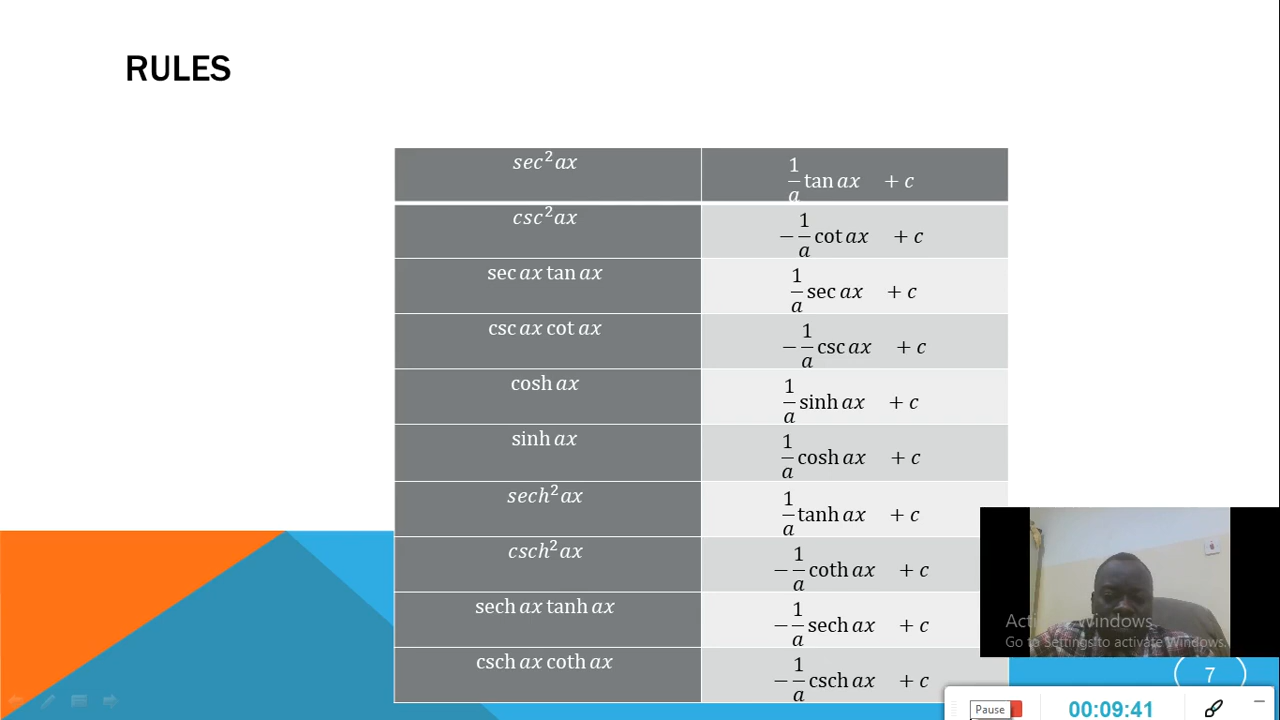 RULES
sec²ax 1/a tan ax + c
csc²ax −1/a cot ax + c
sec ax tan ax 1/a sec ax + c
csc ax cot ax −1/a csc ax + c
cosh ax 1/a sinh ax + c
sinh ax 1/a cosh ax + c
sech²ax 1/a tanh ax + c
csch²ax −1/a coth ax + c
sech ax tanh ax −1/a sech ax + c
csch ax coth ax −1/a csch ax + c
Windows
Go to Settings to activate Windows.
7
Pause
00:09:41